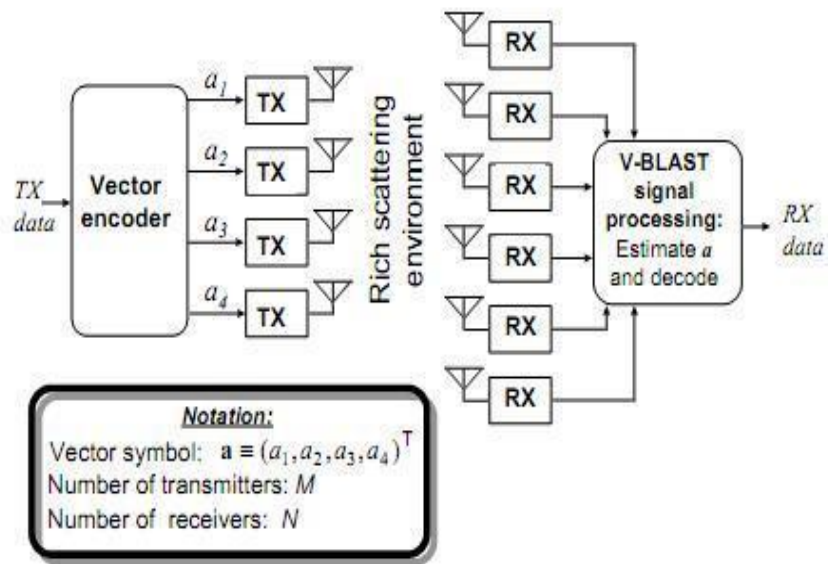 TX
data
Vector
encoder
a1
TX
a2
TX
a3
TX
a4
TX
Rich scattering
environment
RX
RX
RX
RX
RX
RX
V-BLAST
signal
processing:
Estimate a
and decode
RX
data
Notation:
Vector symbol: a ≡ (a1,a2,a3,a4)T
Number of transmitters: M
Number of receivers: N